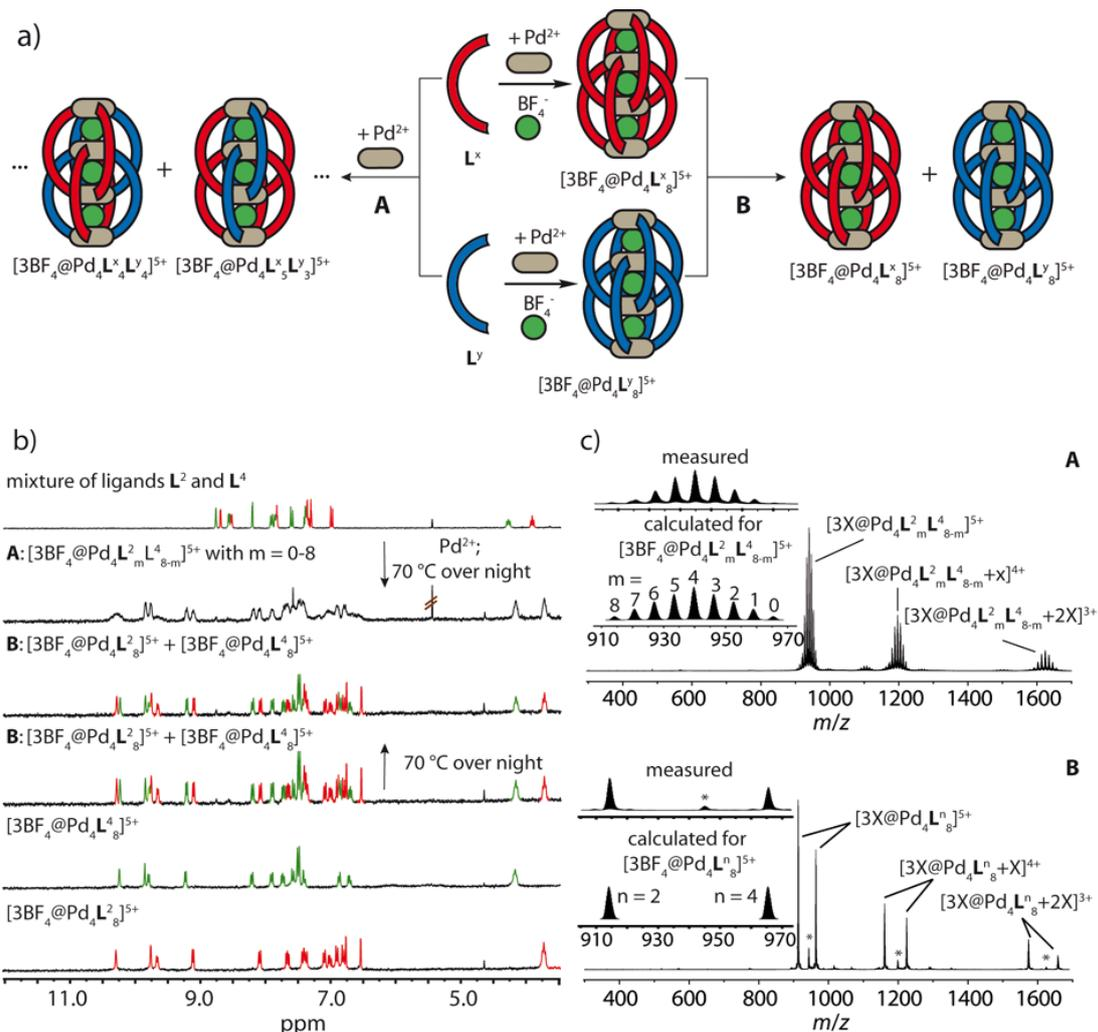 a)
+ Pd²⁺
BF₄⁻
Lˣ
[3BF₄@Pd₄Lˣ₈]⁵⁺
+ Pd²⁺
... + ...
A
B
+
[3BF₄@Pd₄Lˣ₄Lʸ₄]⁵⁺ [3BF₄@Pd₄Lˣ₅Lʸ₃]⁵⁺
+ Pd²⁺
BF₄⁻
Lʸ
[3BF₄@Pd₄Lʸ₈]⁵⁺
[3BF₄@Pd₄Lˣ₈]⁵⁺ [3BF₄@Pd₄Lʸ₈]⁵⁺
b)
mixture of ligands L² and L⁴
A: [3BF₄@Pd₄L²ₘL⁴₈₋ₘ]⁵⁺ with m = 0-8
Pd²⁺;
70 °C over night
B: [3BF₄@Pd₄L²₈]⁵⁺ + [3BF₄@Pd₄L⁴₈]⁵⁺
B: [3BF₄@Pd₄L²₈]⁵⁺ + [3BF₄@Pd₄L⁴₈]⁵⁺
70 °C over night
[3BF₄@Pd₄L⁴₈]⁵⁺
[3BF₄@Pd₄L²₈]⁵⁺
11.0 9.0 7.0 5.0
ppm
c)
A
measured
calculated for
[3BF₄@Pd₄L²ₘL⁴₈₋ₘ]⁵⁺
m =
8 7 6 5 4 3 2 1 0
910 930 950 970
[3X@Pd₄L²ₘL⁴₈₋ₘ]⁵⁺
[3X@Pd₄L²ₘL⁴₈₋ₘ+x]⁴⁺
[3X@Pd₄L²ₘL⁴₈₋ₘ+2X]³⁺
400 600 800 1000 1200 1400 1600
m/z
B
measured
*
calculated for
[3BF₄@Pd₄Lⁿ₈]⁵⁺
n = 2 n = 4
910 930 950 970
[3X@Pd₄Lⁿ₈]⁵⁺
[3X@Pd₄Lⁿ₈+X]⁴⁺
[3X@Pd₄Lⁿ₈+2X]³⁺
* * *
400 600 800 1000 1200 1400 1600
m/z